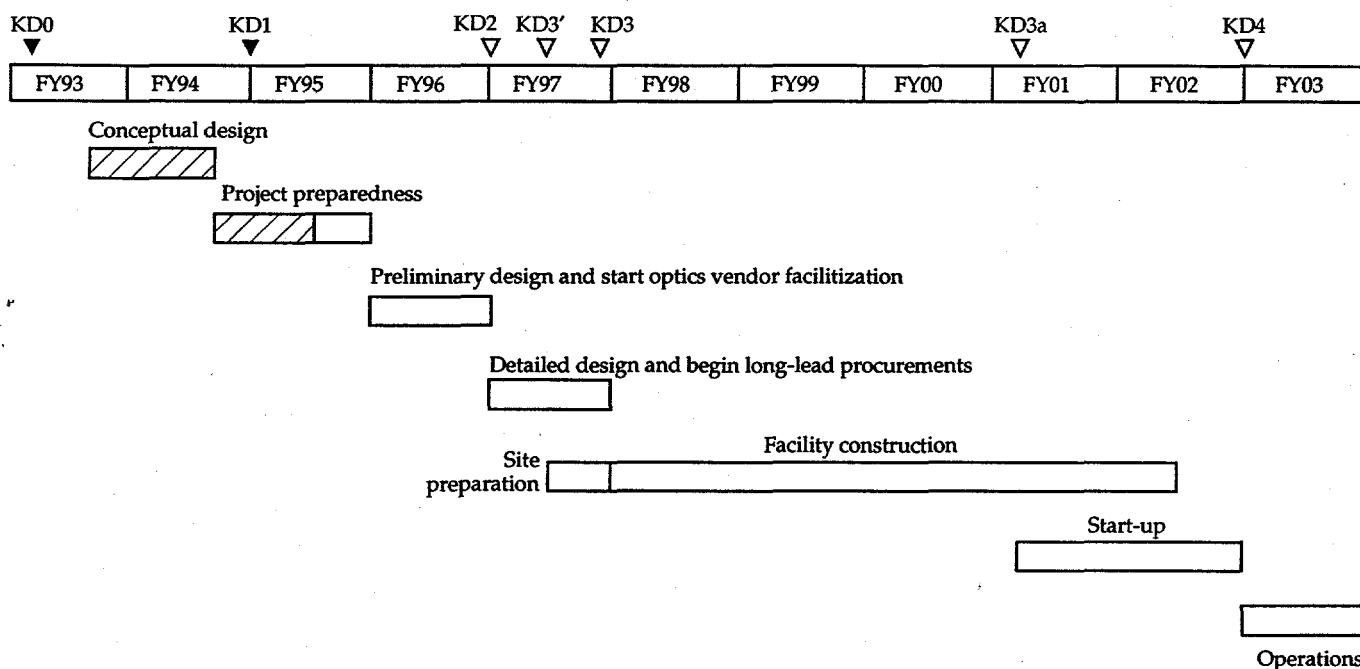 KD0 KD1 KD2 KD3′ KD3 KD3a KD4
FY93 FY94 FY95 FY96 FY97 FY98 FY99 FY00 FY01 FY02 FY03
Conceptual design
Project preparedness
Preliminary design and start optics vendor facilitization
Detailed design and begin long-lead procurements
Facility construction
Site
preparation
Start-up
Operations